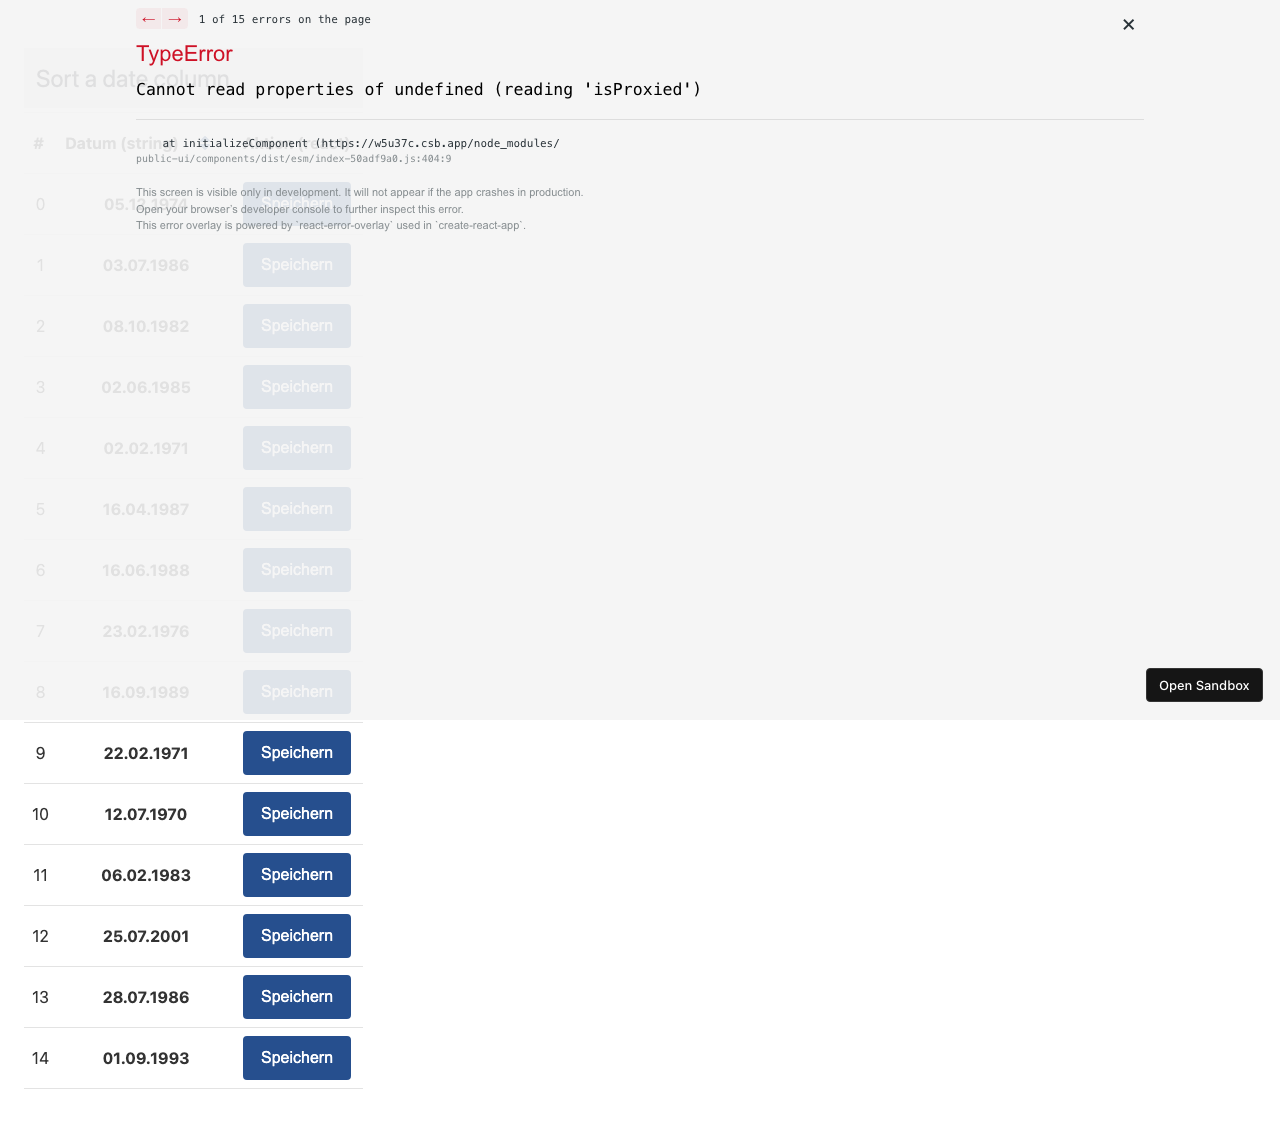 ← → 1 of 15 errors on the page
×
TypeError
Sort a date column
Cannot read properties of undefined (reading 'isProxied')
# Datum (string)
at initializeComponent (https://w5u37c.csb.app/node_modules/
public-ui/components/dist/esm/index-50adf9a0.js:404:9
This screen is visible only in development. It will not appear if the app crashes in production.
0 05.12.1974 Speichern
Open your browser’s developer console to further inspect this error.
This error overlay is powered by `react-error-overlay` used in `create-react-app`.
1 03.07.1986 Speichern
2 08.10.1982 Speichern
3 02.06.1985 Speichern
4 02.02.1971 Speichern
5 16.04.1987 Speichern
6 16.06.1988 Speichern
7 23.02.1976 Speichern
8 16.09.1989 Speichern
Open Sandbox
9 22.02.1971 Speichern
10 12.07.1970 Speichern
11 06.02.1983 Speichern
12 25.07.2001 Speichern
13 28.07.1986 Speichern
14 01.09.1993 Speichern